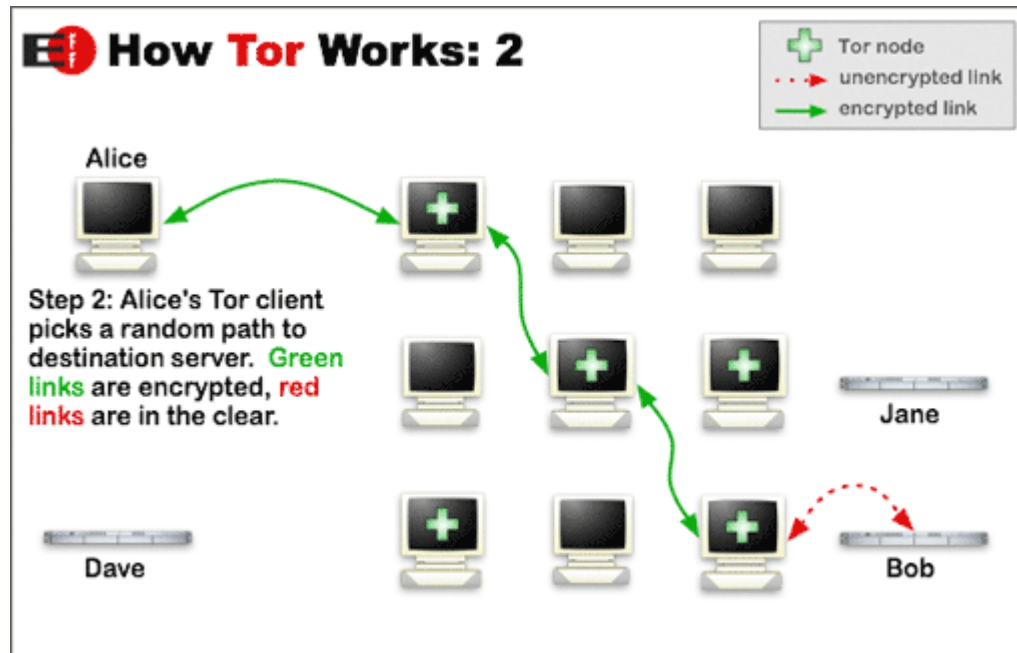 EFF How Tor Works: 2
Tor node
unencrypted link
encrypted link
Alice
Step 2: Alice's Tor client
picks a random path to
destination server. Green
links are encrypted, red
links are in the clear.
Jane
Dave
Bob